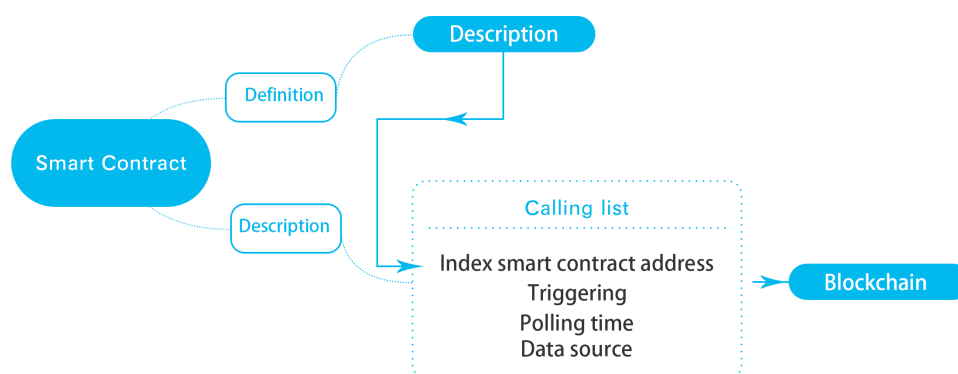 Description
Definition
Smart Contract
Description
Calling list
Index smart contract address
Triggering
Polling time
Data source
Blockchain